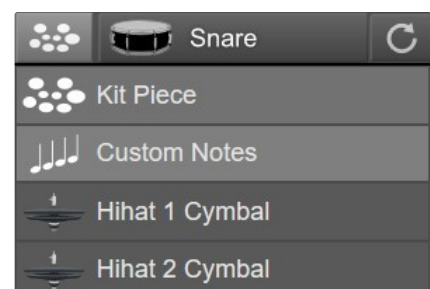 Snare
Kit Piece
Custom Notes
Hihat 1 Cymbal
Hihat 2 Cymbal